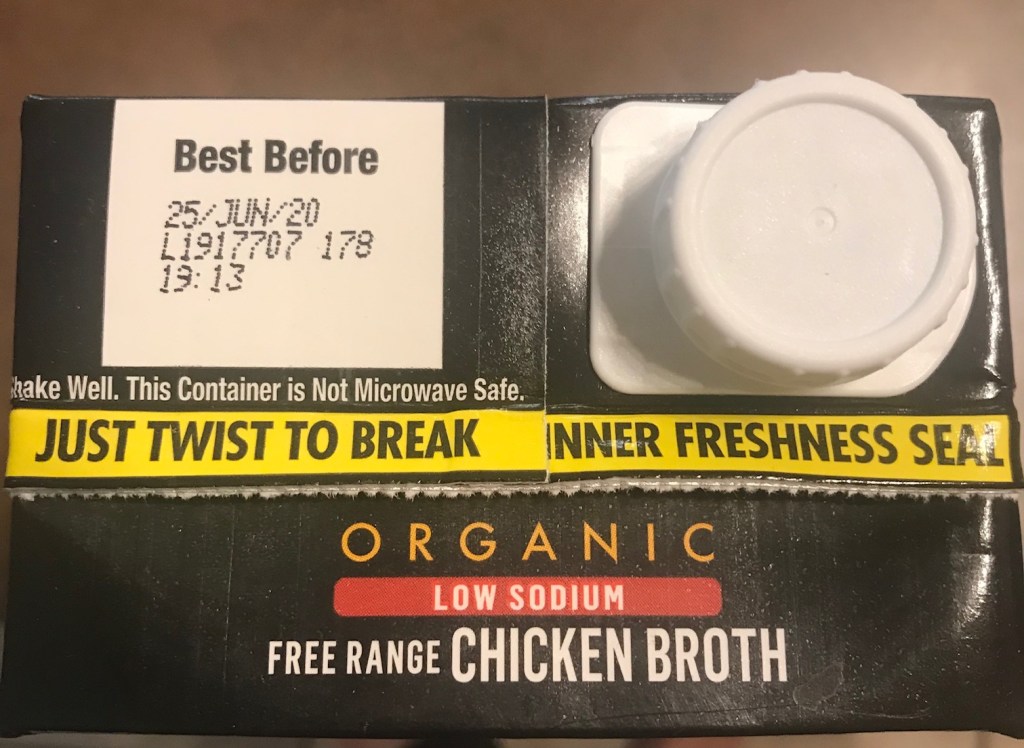 Best Before
25/JUN/20
L1917707 178
19:13
Shake Well. This Container is Not Microwave Safe.
JUST TWIST TO BREAK INNER FRESHNESS SEAL
ORGANIC
LOW SODIUM
FREE RANGE CHICKEN BROTH